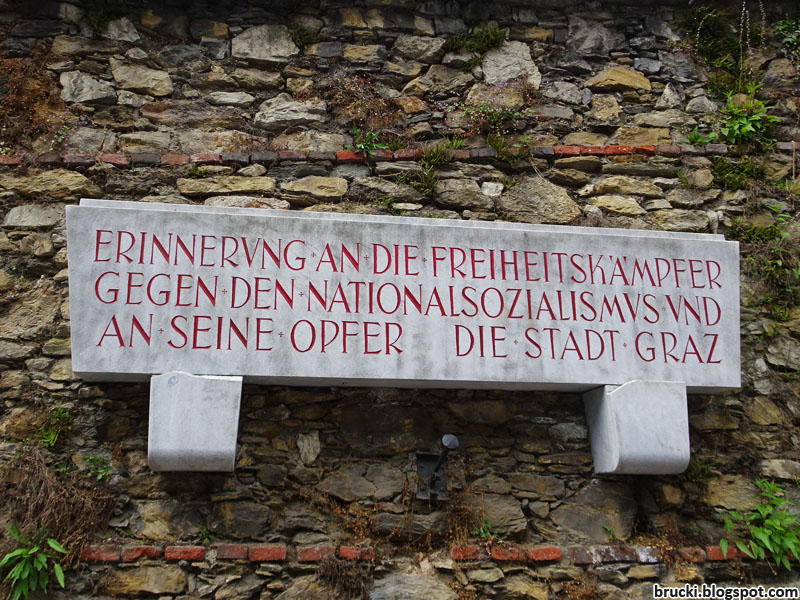 ERINNERVNG · AN · DIE · FREIHEITSKÄMPFER
GEGEN · DEN · NATIONALSOZIALISMVS · VND
AN · SEINE · OPFER DIE · STADT · GRAZ
brucki.blogspot.com